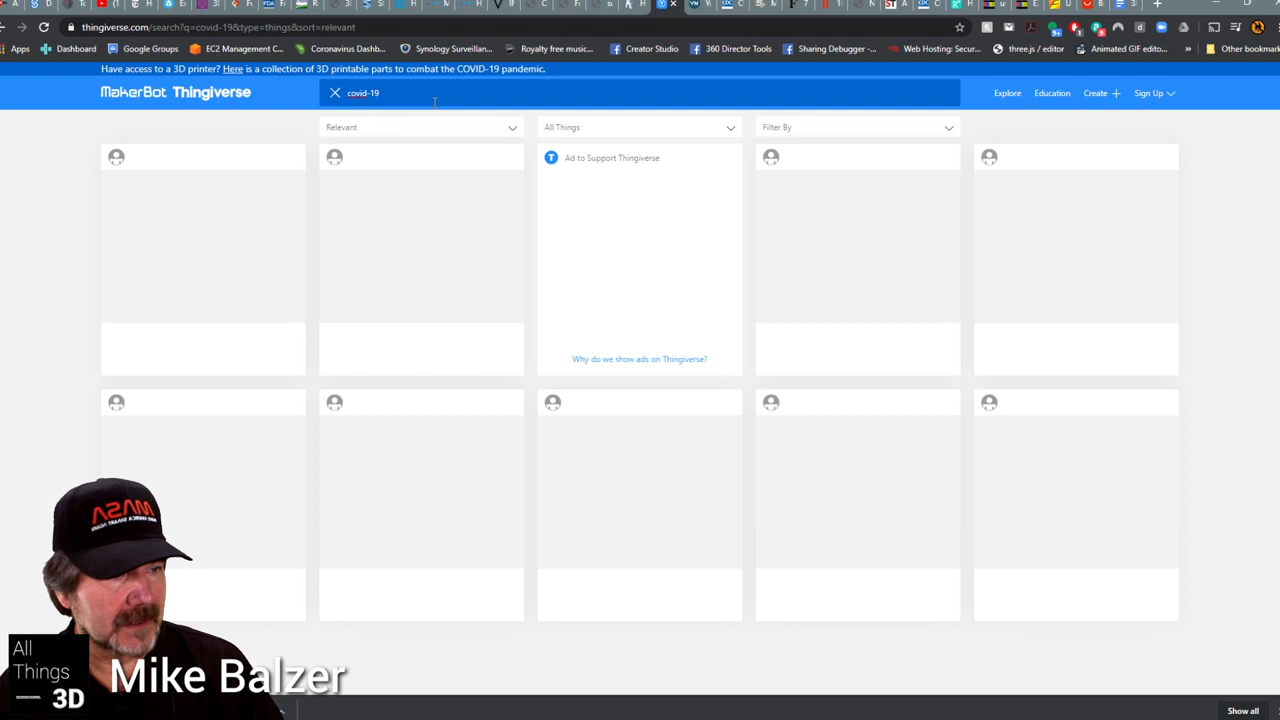 thingiverse.com/search?q=covid-19&type=things&sort=relevant
Apps Dashboard Google Groups EC2 Management C... Coronavirus Dashb... Synology Surveillan... Royalty free music... Creator Studio 360 Director Tools Sharing Debugger -... Web Hosting: Secur... three.js / editor Animated GIF edito... » Other bookmark
Have access to a 3D printer? Here is a collection of 3D printable parts to combat the COVID-19 pandemic.
MakerBot Thingiverse covid-19 Explore Education Create Sign Up
Relevant All Things Filter By
Ad to Support Thingiverse
Why do we show ads on Thingiverse?
All
Things
3D
Mike Balzer
Show all